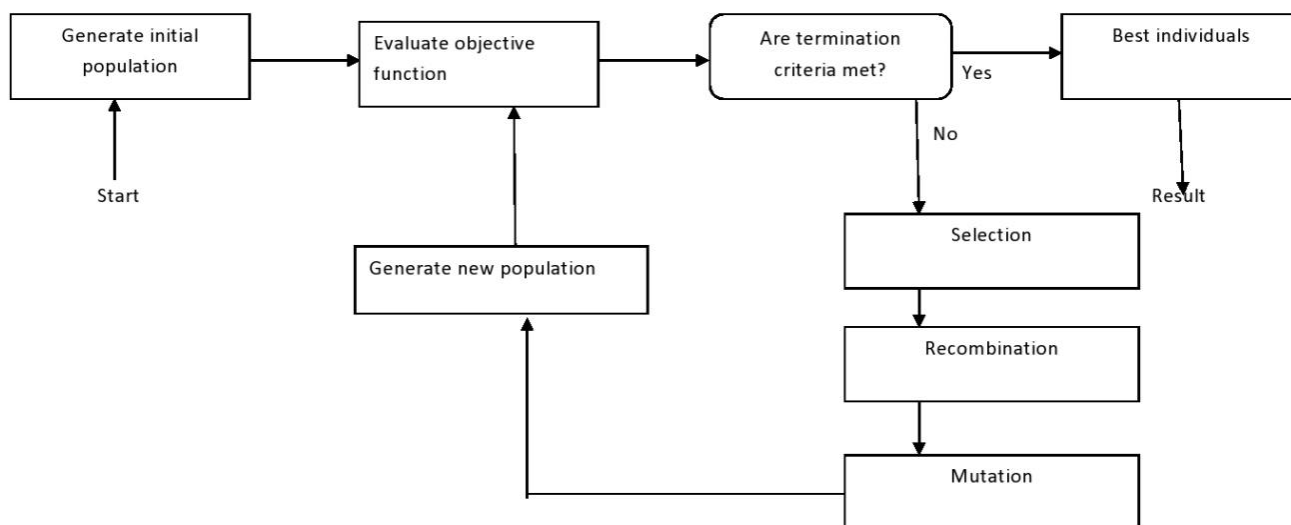 Generate initial
population
Evaluate objective
function
Are termination
criteria met?
Yes
Best individuals
No
Start
Result
Selection
Generate new population
Recombination
Mutation